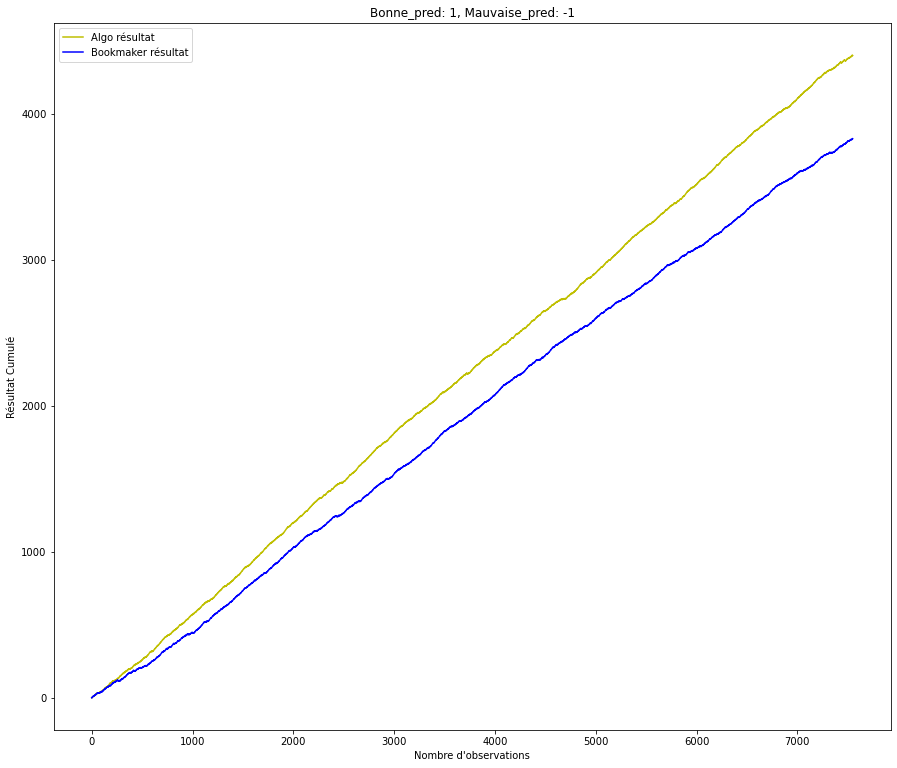 Bonne_pred: 1, Mauvaise_pred: -1
Algo résultat
Bookmaker résultat
4000
3000
2000
1000
0
Résultat Cumulé
0 1000 2000 3000 4000 5000 6000 7000
Nombre d'observations